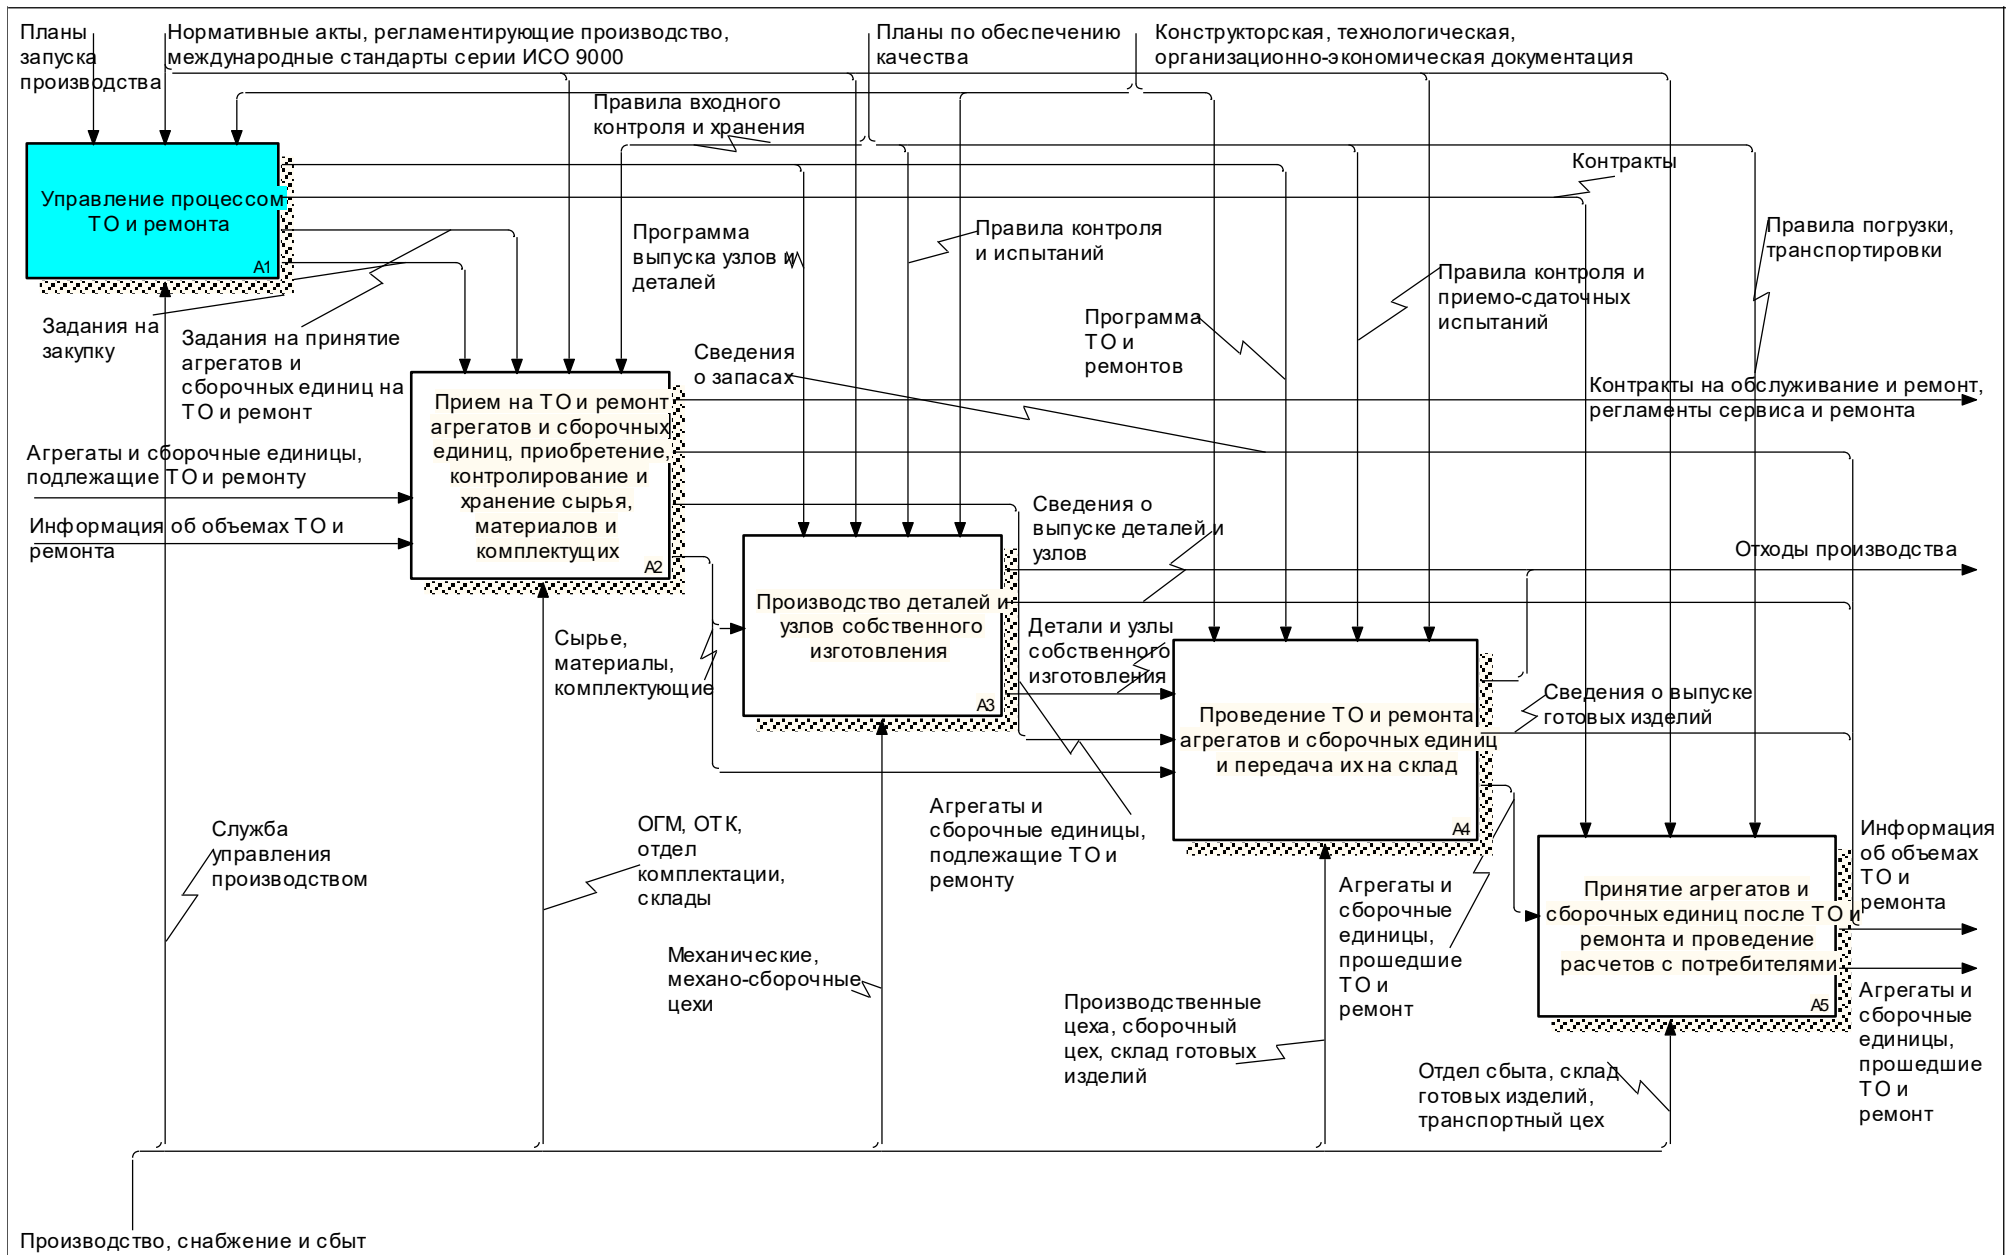 Планы
запуска
производства
Нормативные акты, регламентирующие производство,
международные стандарты серии ИСО 9000
Планы по обеспечению
качества
Конструкторская, технологическая,
организационно-экономическая документация
Правила входного
контроля и хранения
Контракты
Управление процессом
ТО и ремонта
А1
Программа
выпуска узлов и
деталей
Правила контроля
и испытаний
Правила погрузки,
транспортировки
Правила контроля и
приемо-сдаточных
испытаний
Программа
ТО и
ремонтов
Задания на
закупку
Задания на принятие
агрегатов и
сборочных единиц на
ТО и ремонт
Сведения
о запасах
Контракты на обслуживание и ремонт,
регламенты сервиса и ремонта
Прием на ТО и ремонт
агрегатов и сборочных
единиц, приобретение,
контролирование и
хранение сырья,
материалов и
комплектущих
А2
Агрегаты и сборочные единицы,
подлежащие ТО и ремонту
Информация об объемах ТО и
ремонта
Сведения о
выпуске деталей и
узлов
Отходы производства
Производство деталей и
узлов собственного
изготовления
А3
Сырье,
материалы,
комплектующие
Детали и узлы
собственного
изготовления
Проведение ТО и ремонта
агрегатов и сборочных единиц
и передача их на склад
А4
Сведения о выпуске
готовых изделий
Служба
управления
производством
ОГМ, ОТК,
отдел
комплектации,
склады
Агрегаты и
сборочные единицы,
подлежащие ТО и
ремонту
Агрегаты и
сборочные
единицы,
прошедшие
ТО и
ремонт
Принятие агрегатов и
сборочных единиц после ТО и
ремонта и проведение
расчетов с потребителями
А5
Информация
об объемах
ТО и
ремонта
Механические,
механо-сборочные
цехи
Производственные
цеха, сборочный
цех, склад готовых
изделий
Отдел сбыта, склад
готовых изделий,
транспортный цех
Агрегаты и
сборочные
единицы,
прошедшие
ТО и
ремонт
Производство, снабжение и сбыт